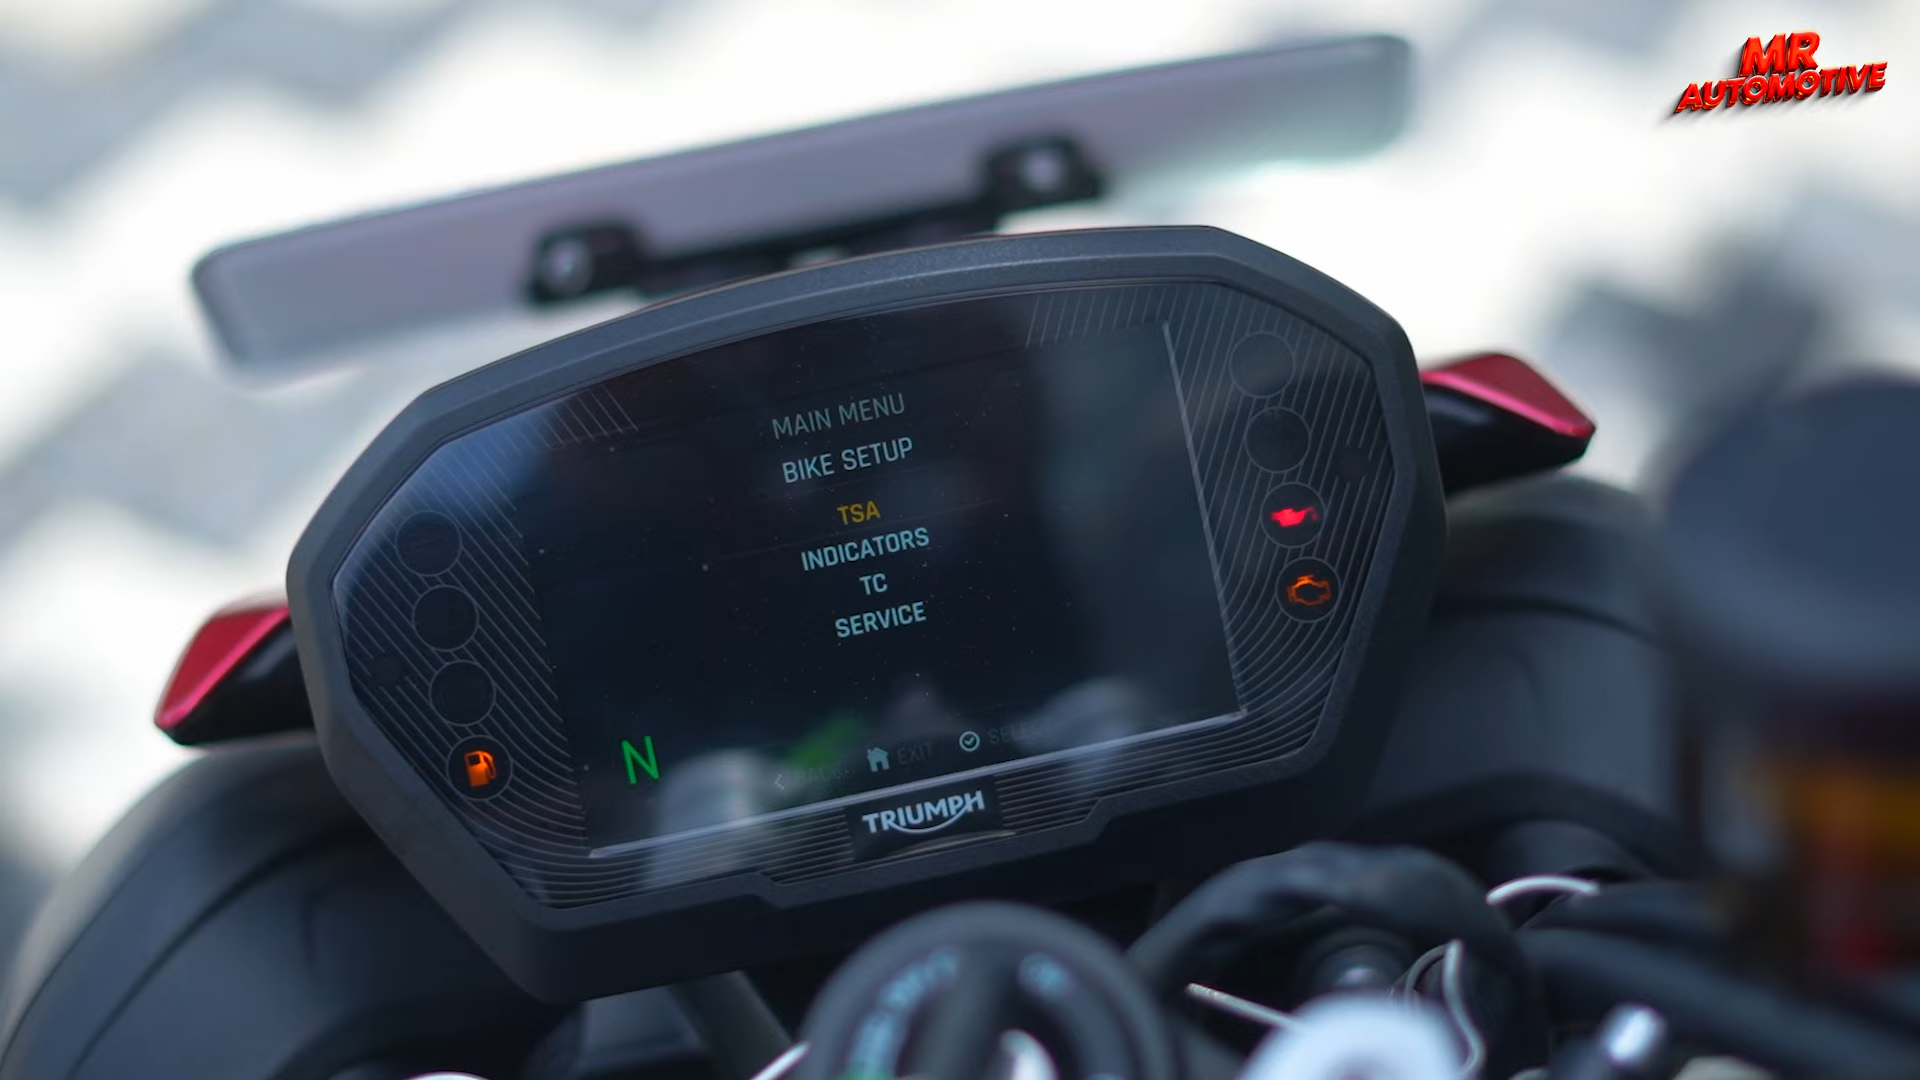 MR
AUTOMOTIVE
MAIN MENU
BIKE SETUP
TSA
INDICATORS
TC
SERVICE
N
EXIT
TRIUMPH